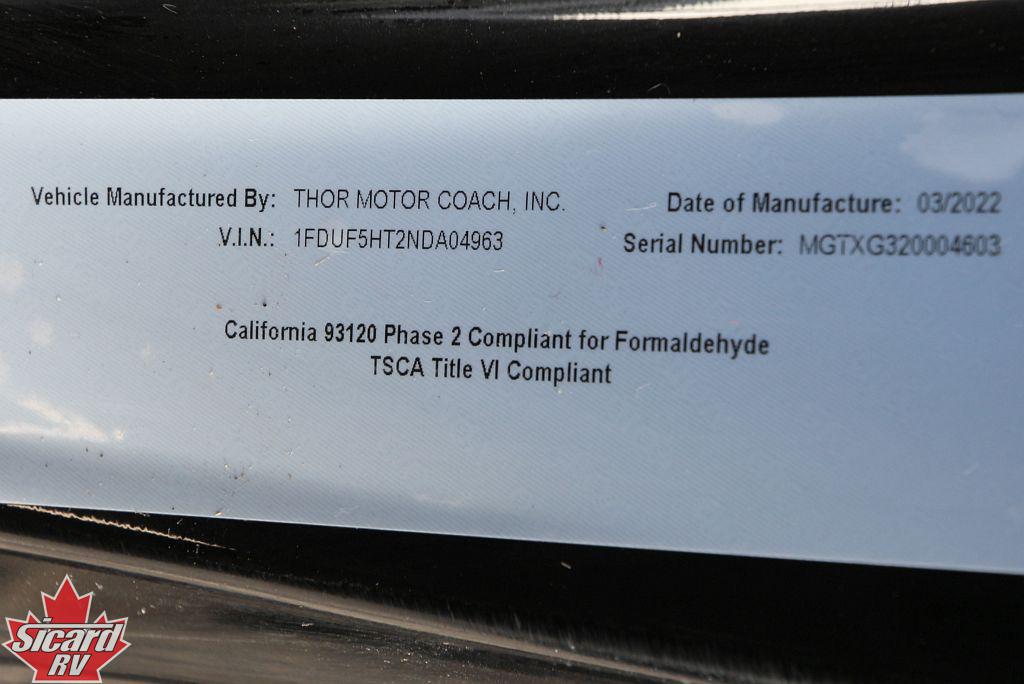 Vehicle Manufactured By: THOR MOTOR COACH, INC. Date of Manufacture: 03/2022
V.I.N.: 1FDUF5HT2NDA04963 Serial Number: MGTXG320004603
California 93120 Phase 2 Compliant for Formaldehyde
TSCA Title VI Compliant
Sicard
RV